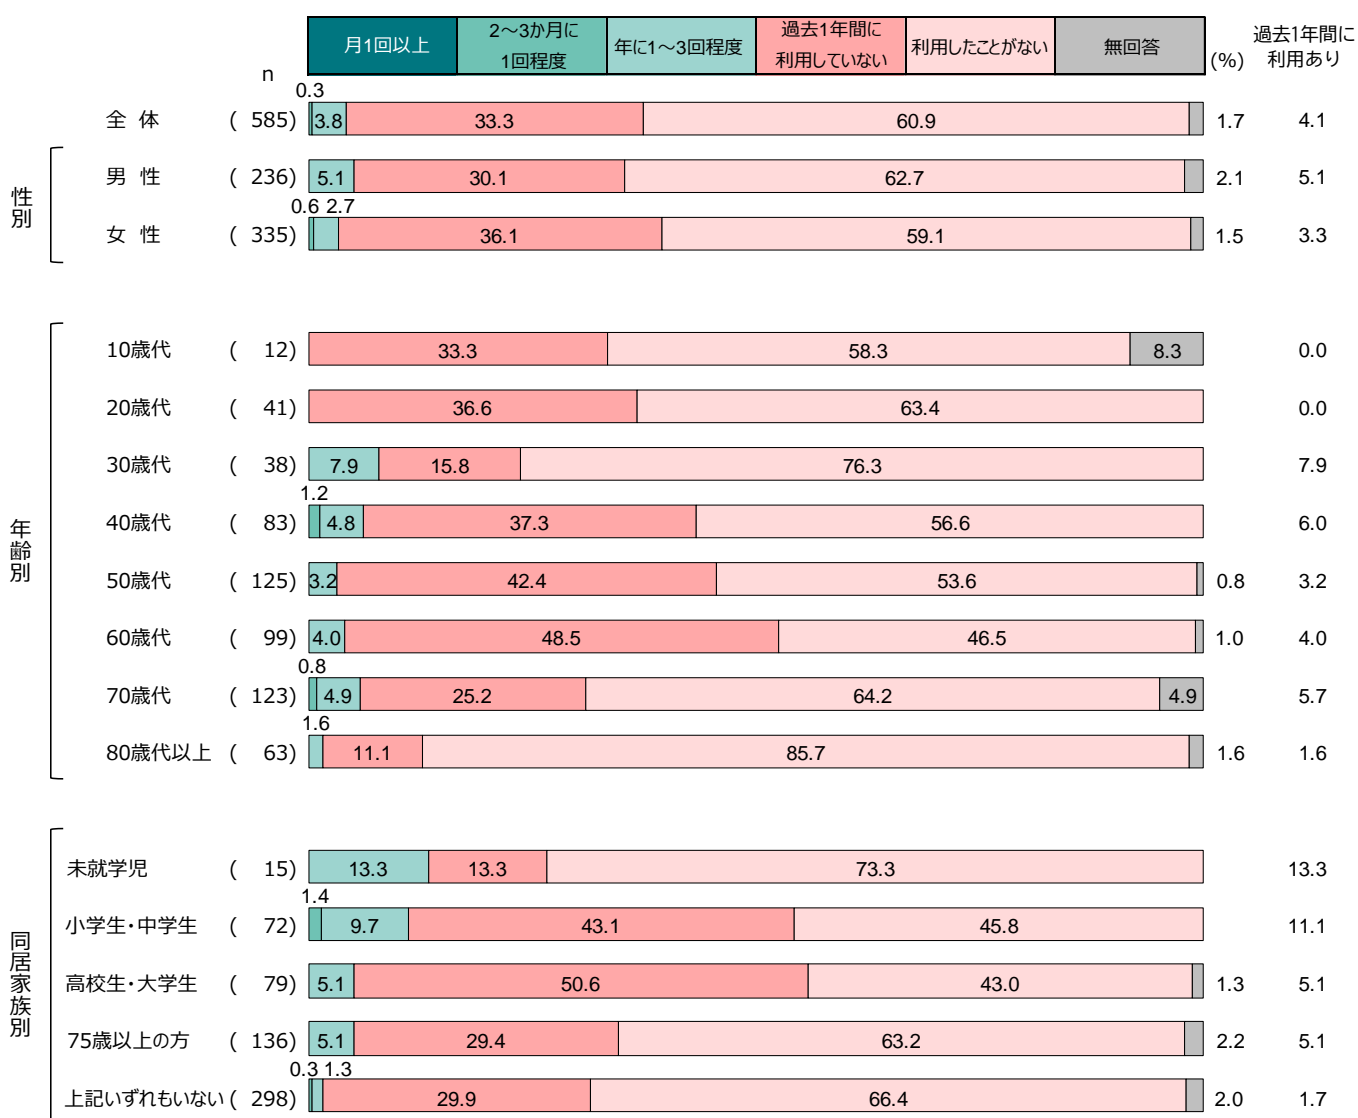 月1回以上 2～3か月に1回程度 年に1～3回程度 過去1年間に利用していない 利用したことがない 無回答 (%) 過去1年間に利用あり
n
0.3
全 体 ( 585) 3.8 33.3 60.9 1.7 4.1
性別
男 性 ( 236) 5.1 30.1 62.7 2.1 5.1
0.6 2.7
女 性 ( 335) 36.1 59.1 1.5 3.3
年齢別
10歳代 ( 12) 33.3 58.3 8.3 0.0
20歳代 ( 41) 36.6 63.4 0.0
30歳代 ( 38) 7.9 15.8 76.3 7.9
1.2
40歳代 ( 83) 4.8 37.3 56.6 6.0
50歳代 ( 125) 3.2 42.4 53.6 0.8 3.2
60歳代 ( 99) 4.0 48.5 46.5 1.0 4.0
0.8
70歳代 ( 123) 4.9 25.2 64.2 4.9 5.7
1.6
80歳代以上 ( 63) 11.1 85.7 1.6 1.6
同居家族別
未就学児 ( 15) 13.3 13.3 73.3 13.3
1.4
小学生・中学生 ( 72) 9.7 43.1 45.8 11.1
高校生・大学生 ( 79) 5.1 50.6 43.0 1.3 5.1
75歳以上の方 ( 136) 5.1 29.4 63.2 2.2 5.1
0.3 1.3
上記いずれもいない ( 298) 29.9 66.4 2.0 1.7